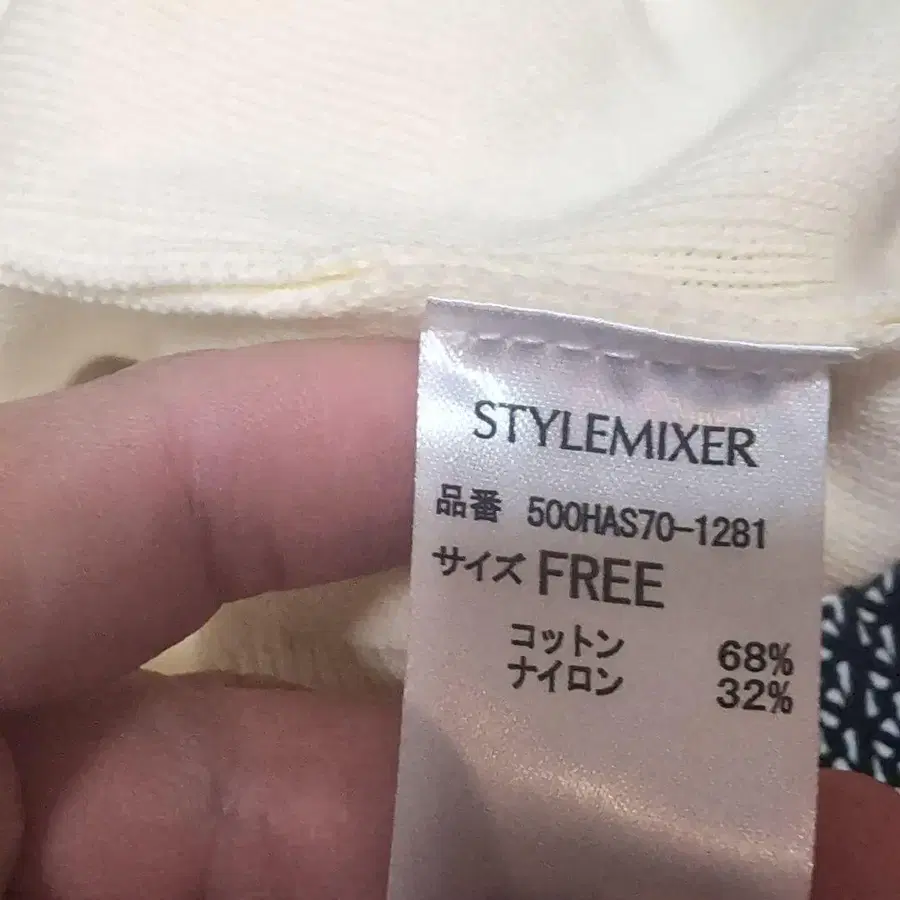 STYLEMIXER
品番 500HAS70-1281
サイズ FREE
コットン 68%
ナイロン 32%